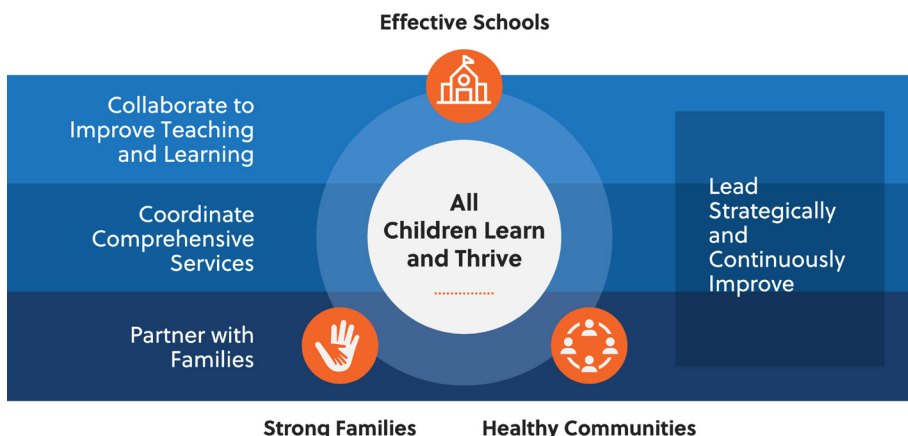 Effective Schools
Collaborate to
Improve Teaching
and Learning
Coordinate
Comprehensive
Services
Partner with
Families
All
Children Learn
and Thrive
Lead
Strategically
and
Continuously
Improve
Strong Families
Healthy Communities